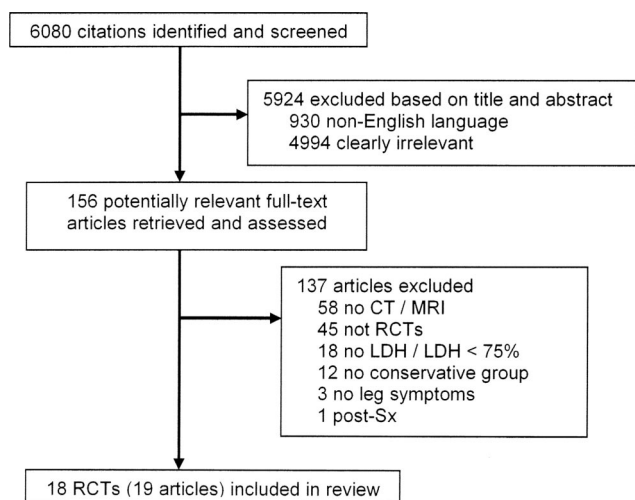 6080 citations identified and screened
5924 excluded based on title and abstract
930 non-English language
4994 clearly irrelevant
156 potentially relevant full-text
articles retrieved and assessed
137 articles excluded
58 no CT / MRI
45 not RCTs
18 no LDH / LDH < 75%
12 no conservative group
3 no leg symptoms
1 post-Sx
18 RCTs (19 articles) included in review